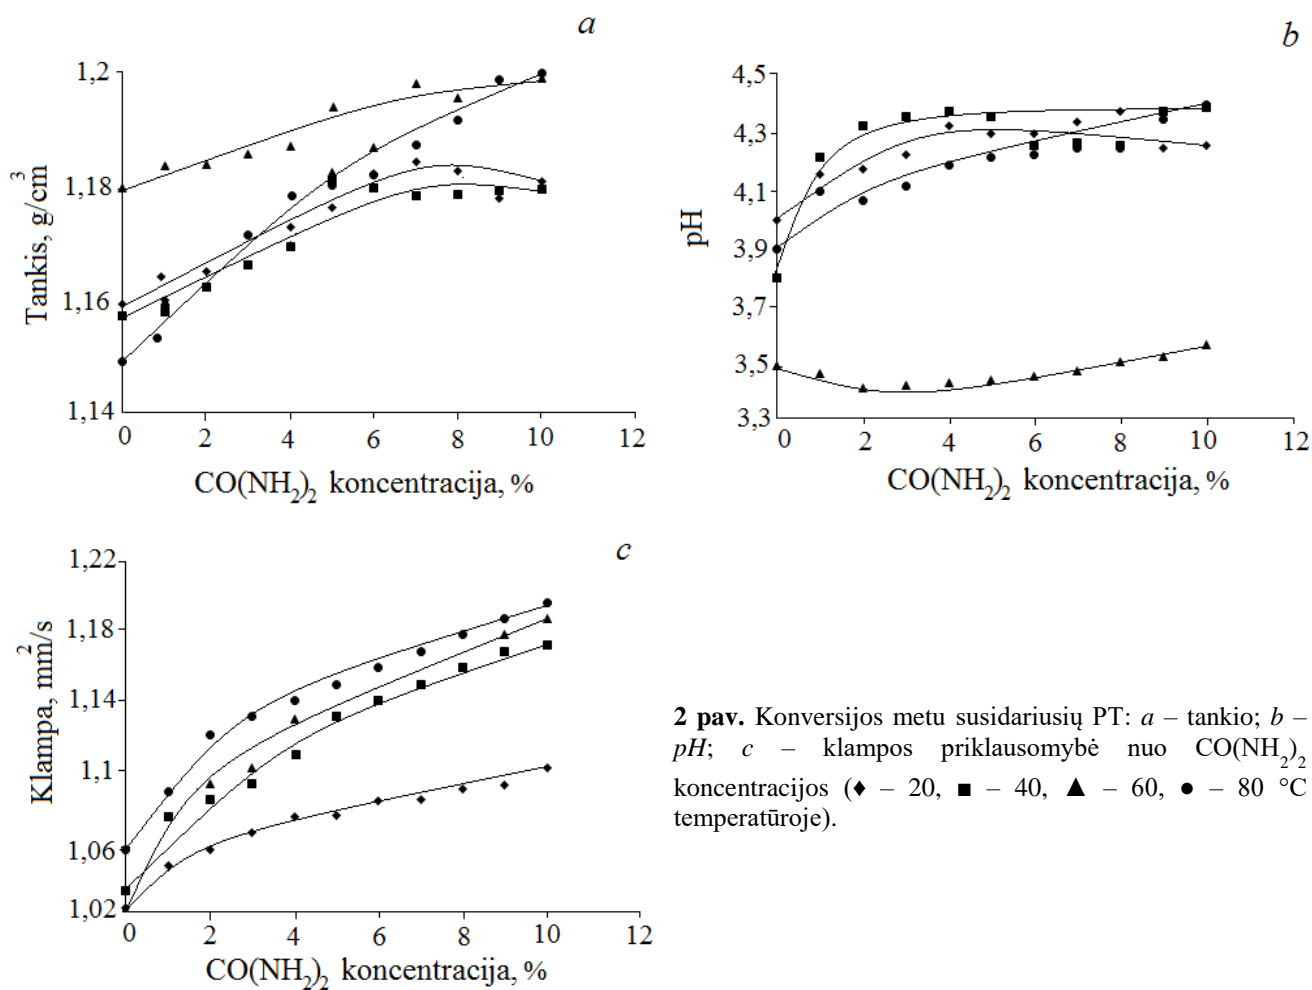 a
1,2
1,18
1,16
1,14
Tankis, g/cm3
0 2 4 6 8 10 12
CO(NH2)2 koncentracija, %
b
4,5
4,3
4,1
3,9
3,7
3,5
3,3
pH
0 2 4 6 8 10 12
CO(NH2)2 koncentracija, %
c
1,22
1,18
1,14
1,1
1,06
1,02
Klampa, mm2/s
0 2 4 6 8 10 12
CO(NH2)2 koncentracija, %
2 pav. Konversijos metu susidariusių PT: a – tankio; b –
pH; c – klampos priklausomybė nuo CO(NH2)2
koncentracijos (♦ – 20, ■ – 40, ▲ – 60, ● – 80 °C
temperatūroje).